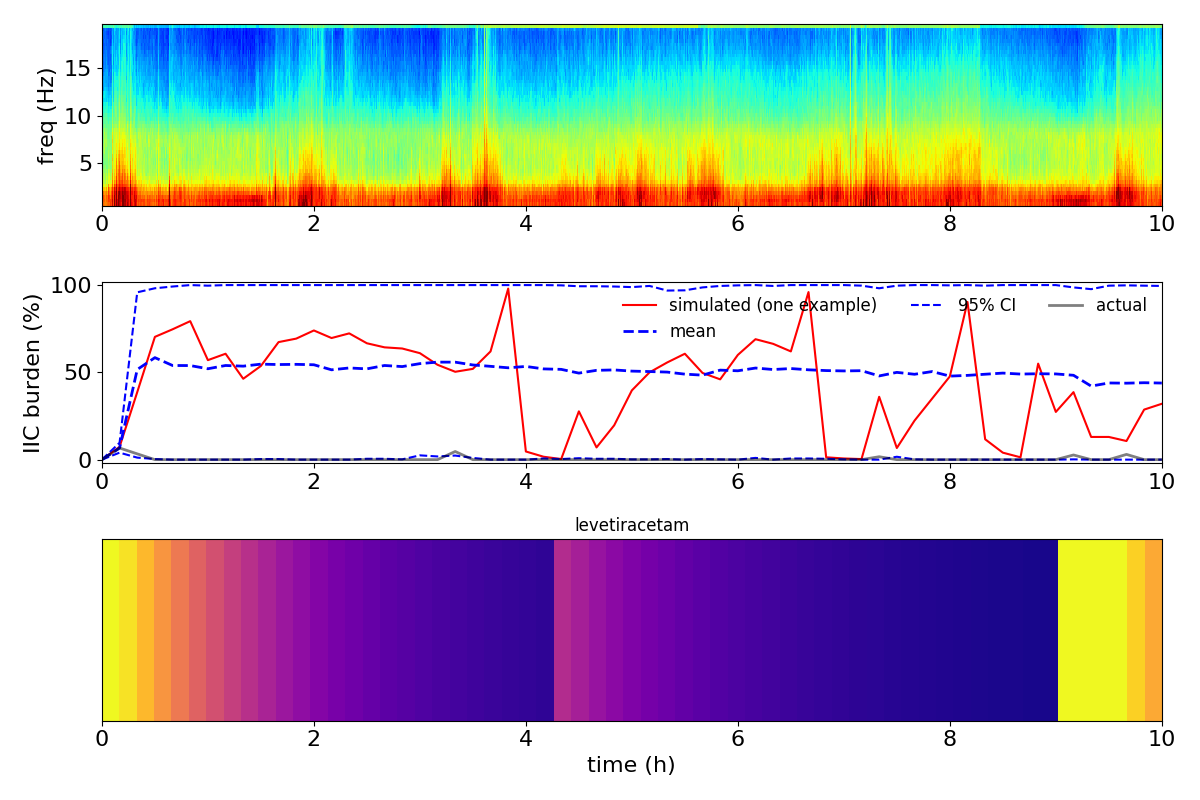 freq (Hz)
15
10
5
0 2 4 6 8 10
IIC burden (%)
100
50
0
simulated (one example) 95% CI actual
mean
0 2 4 6 8 10
levetiracetam
0 2 4 6 8 10
time (h)